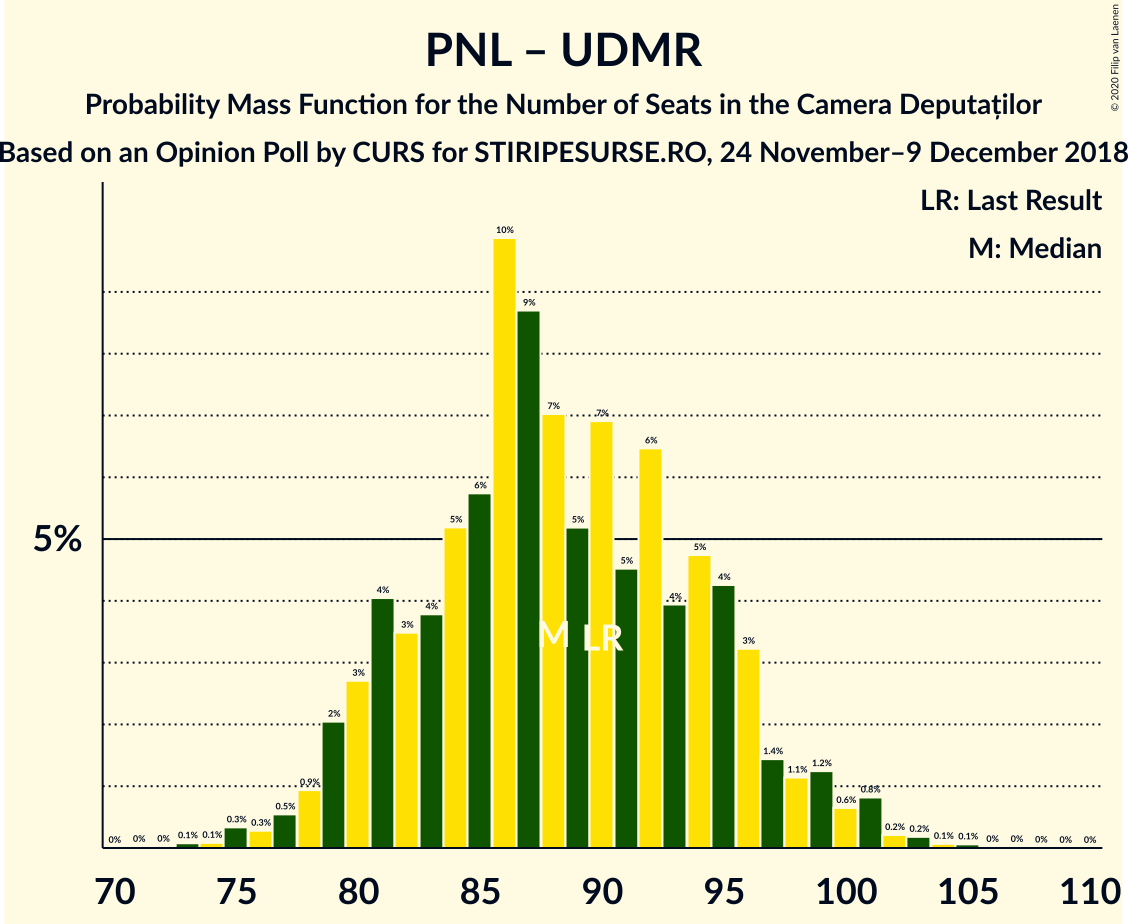 PNL – UDMR
Probability Mass Function for the Number of Seats in the Camera Deputaților
Based on an Opinion Poll by CURS for STIRIPESURSE.RO, 24 November–9 December 2018
© 2020 Filip van Laenen
LR: Last Result
M: Median
5%
0% 0% 0% 0.1% 0.1% 0.3% 0.3% 0.5% 0.9% 2% 3% 4% 3% 4% 5% 6% 10% 9% 7% 5% 7% 5% 6% 4% 5% 4% 3% 1.4% 1.1% 1.2% 0.6% 0.8% 0.2% 0.2% 0.1% 0.1% 0% 0% 0% 0% 0%
M LR
70 75 80 85 90 95 100 105 110